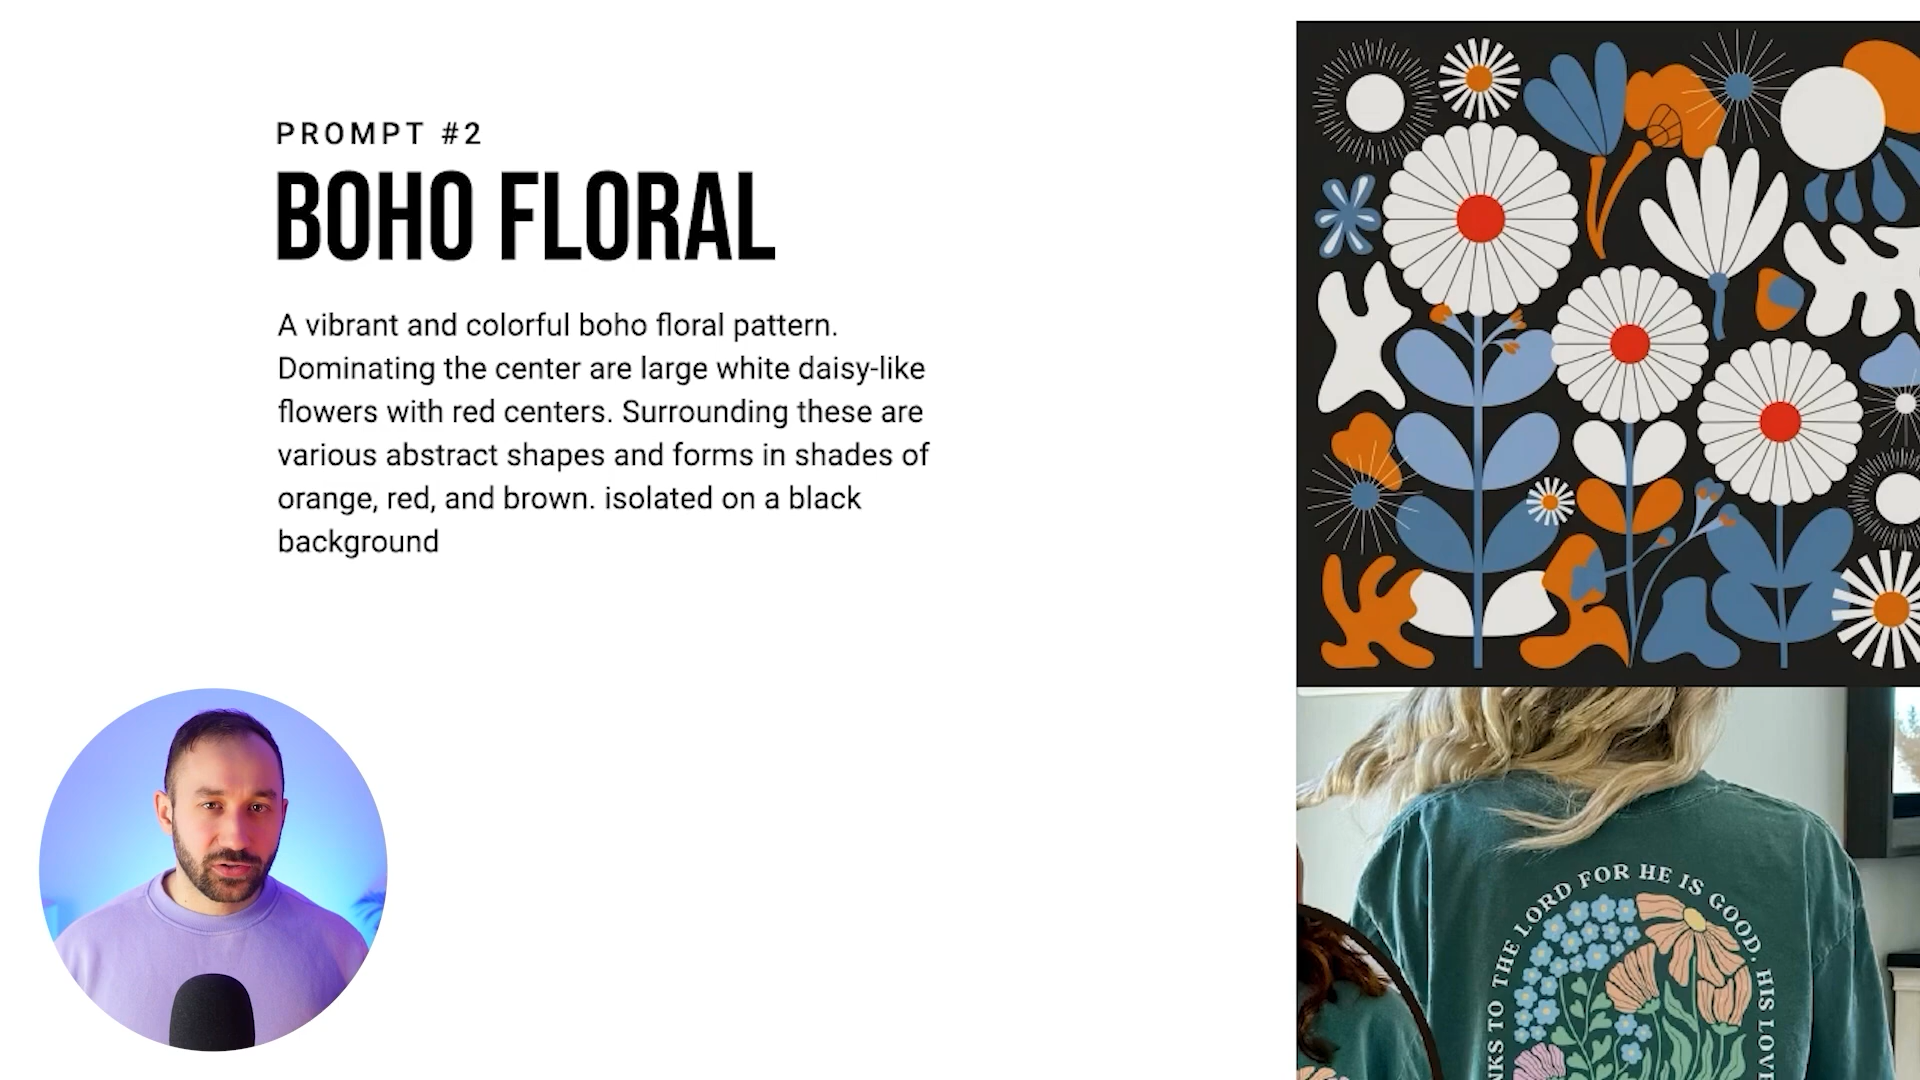 PROMPT #2
BOHO FLORAL
A vibrant and colorful boho floral pattern.
Dominating the center are large white daisy-like
flowers with red centers. Surrounding these are
various abstract shapes and forms in shades of
orange, red, and brown. isolated on a black
background
TO THE LORD FOR HE IS GOOD. HIS